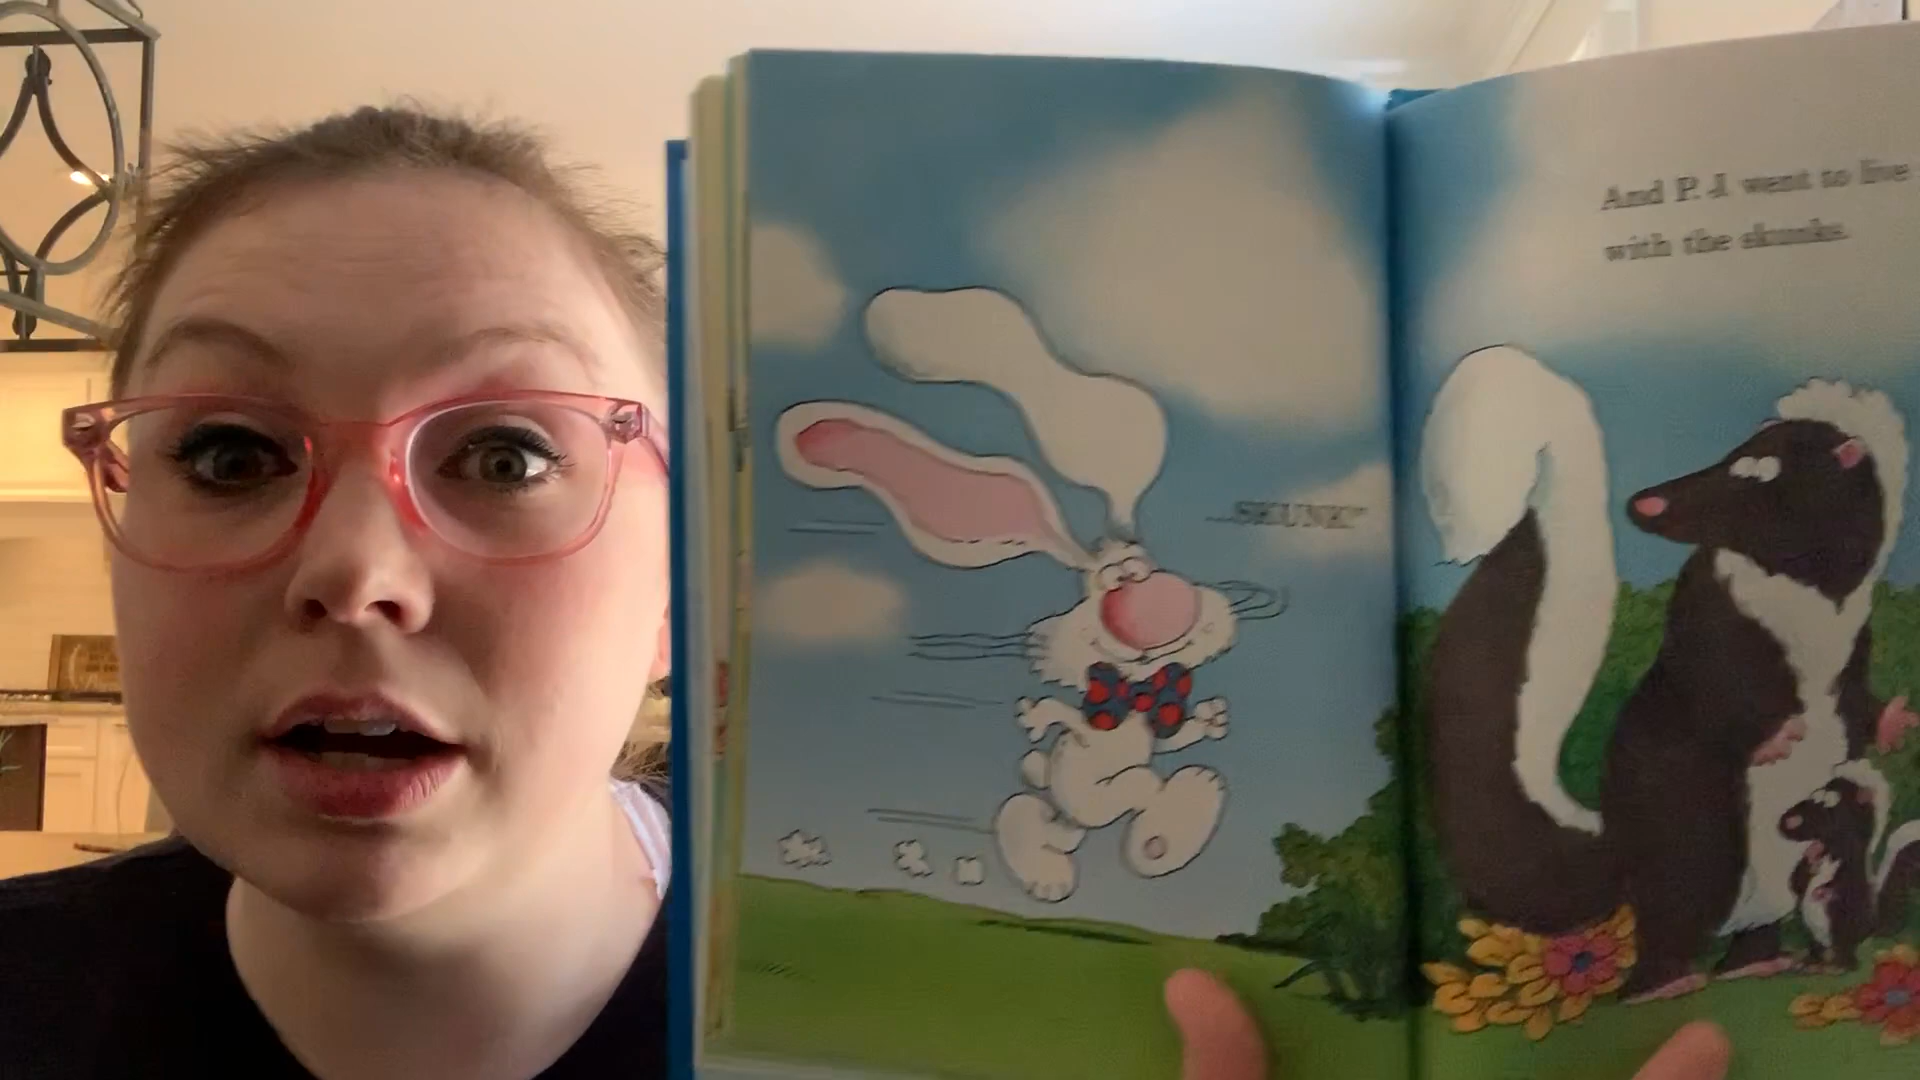 ...SKUNK!"
And P. J. went to live
with the skunks.